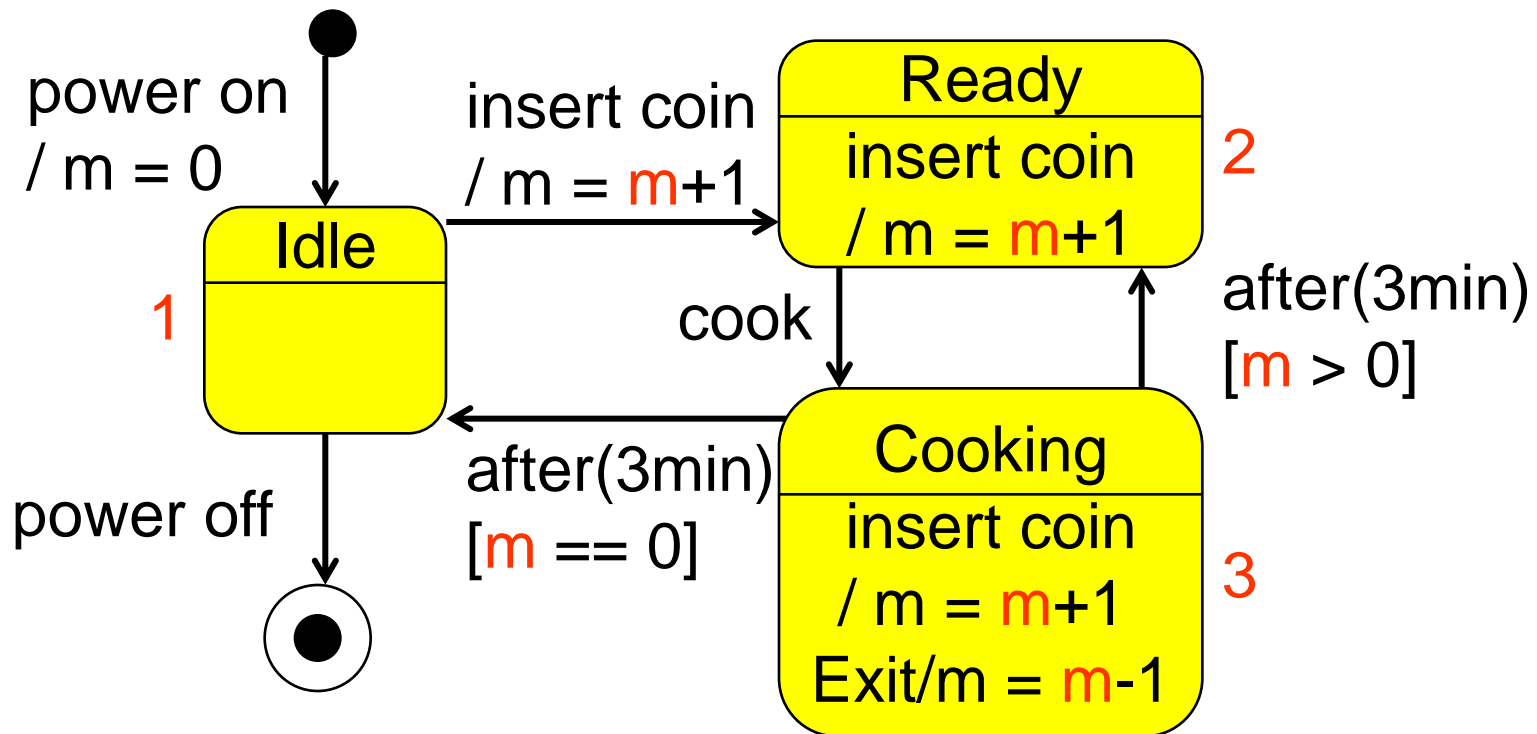 power on
/ m = 0
insert coin
/ m = m+1
Ready
insert coin
/ m = m+1
2
Idle
1
cook
after(3min)
[m > 0]
power off
after(3min)
[m == 0]
Cooking
insert coin
/ m = m+1
Exit/m = m-1
3